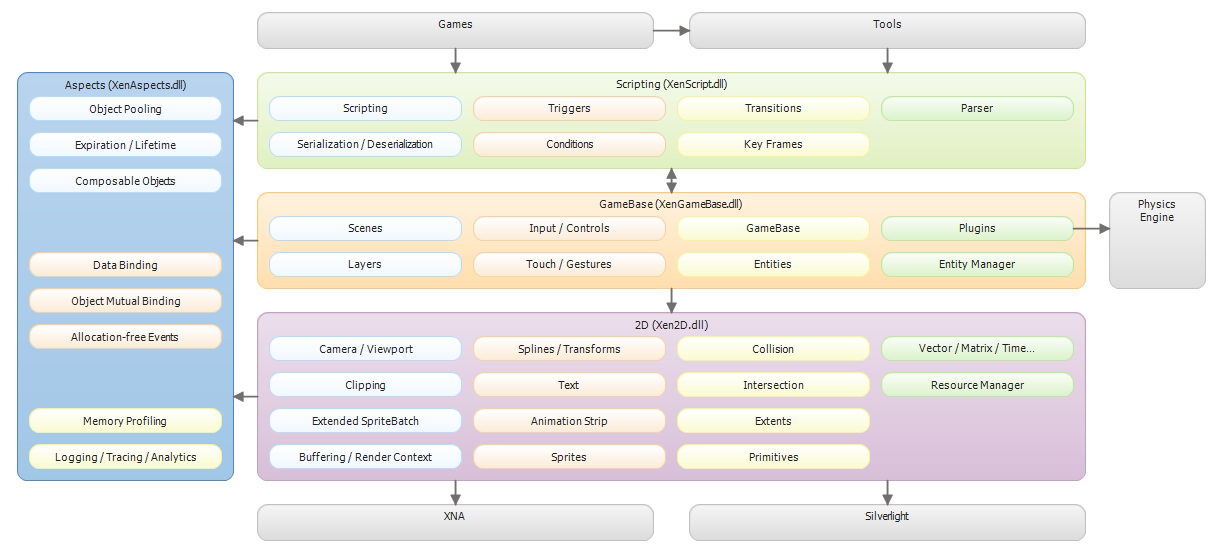 Games
Tools
Aspects (XenAspects.dll)
Object Pooling
Expiration / Lifetime
Composable Objects
Data Binding
Object Mutual Binding
Allocation-free Events
Memory Profiling
Logging / Tracing / Analytics
Scripting (XenScript.dll)
Scripting
Triggers
Transitions
Parser
Serialization / Deserialization
Conditions
Key Frames
GameBase (XenGameBase.dll)
Scenes
Input / Controls
GameBase
Plugins
Layers
Touch / Gestures
Entities
Entity Manager
Physics
Engine
2D (Xen2D.dll)
Camera / Viewport
Splines / Transforms
Collision
Vector / Matrix / Time...
Clipping
Text
Intersection
Resource Manager
Extended SpriteBatch
Animation Strip
Extents
Buffering / Render Context
Sprites
Primitives
XNA
Silverlight